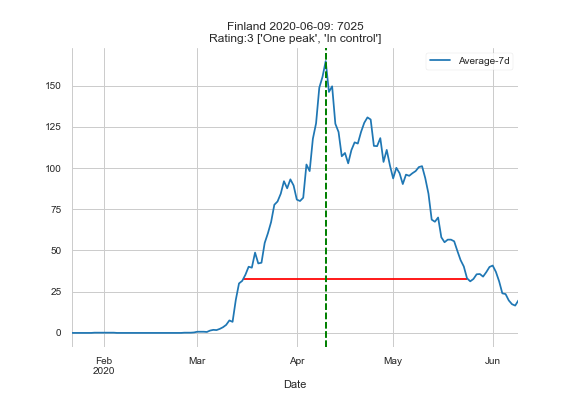 Finland 2020-06-09: 7025
Rating:3 ['One peak', 'In control']
Average-7d
150
125
100
75
50
25
0
Feb
2020
Mar
Apr
May
Jun
Date